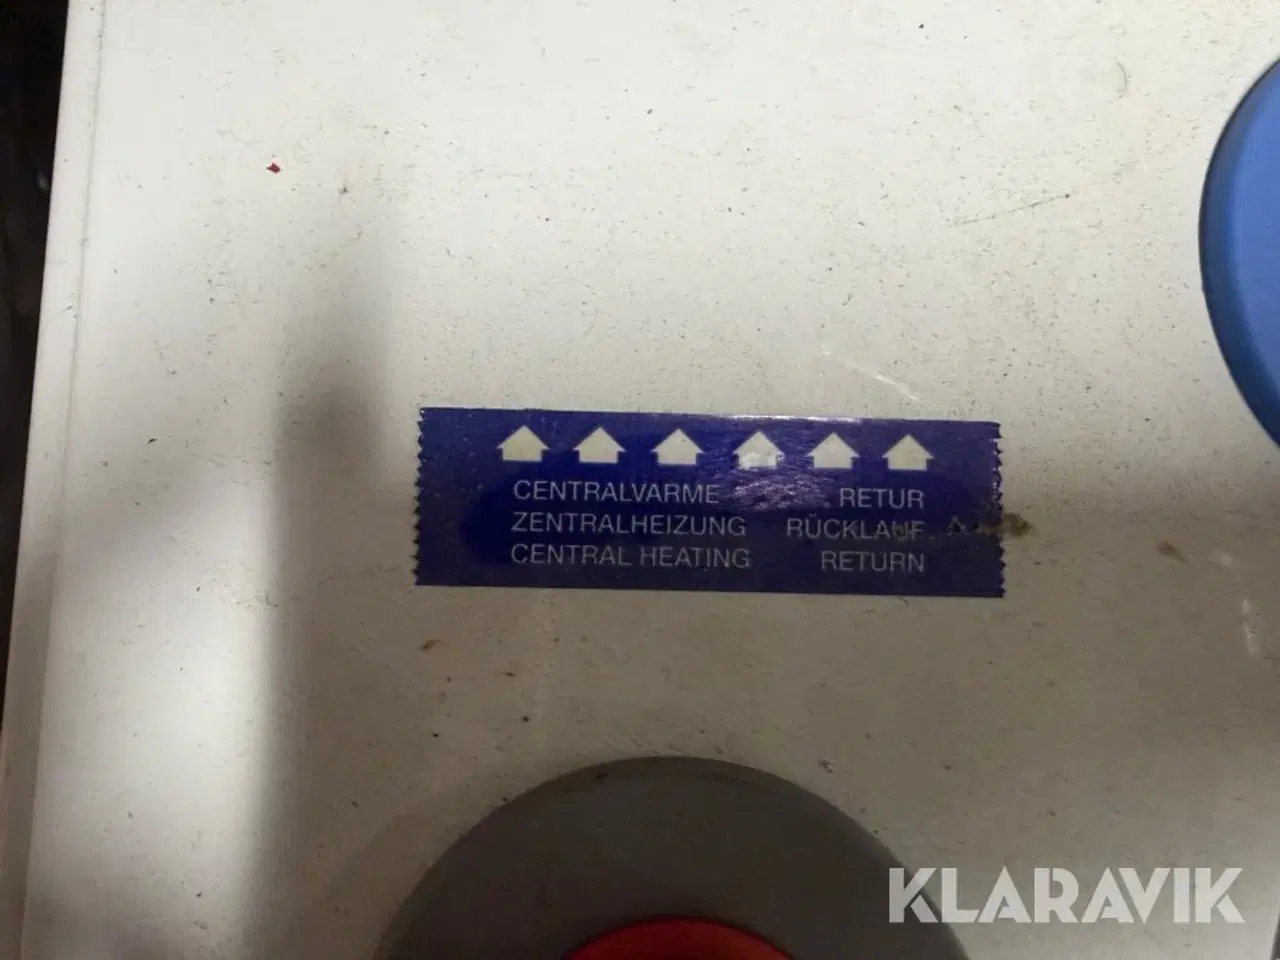 CENTRALVARME RETUR
ZENTRALHEIZUNG RÜCKLAUF
CENTRAL HEATING RETURN
KLARAVIK